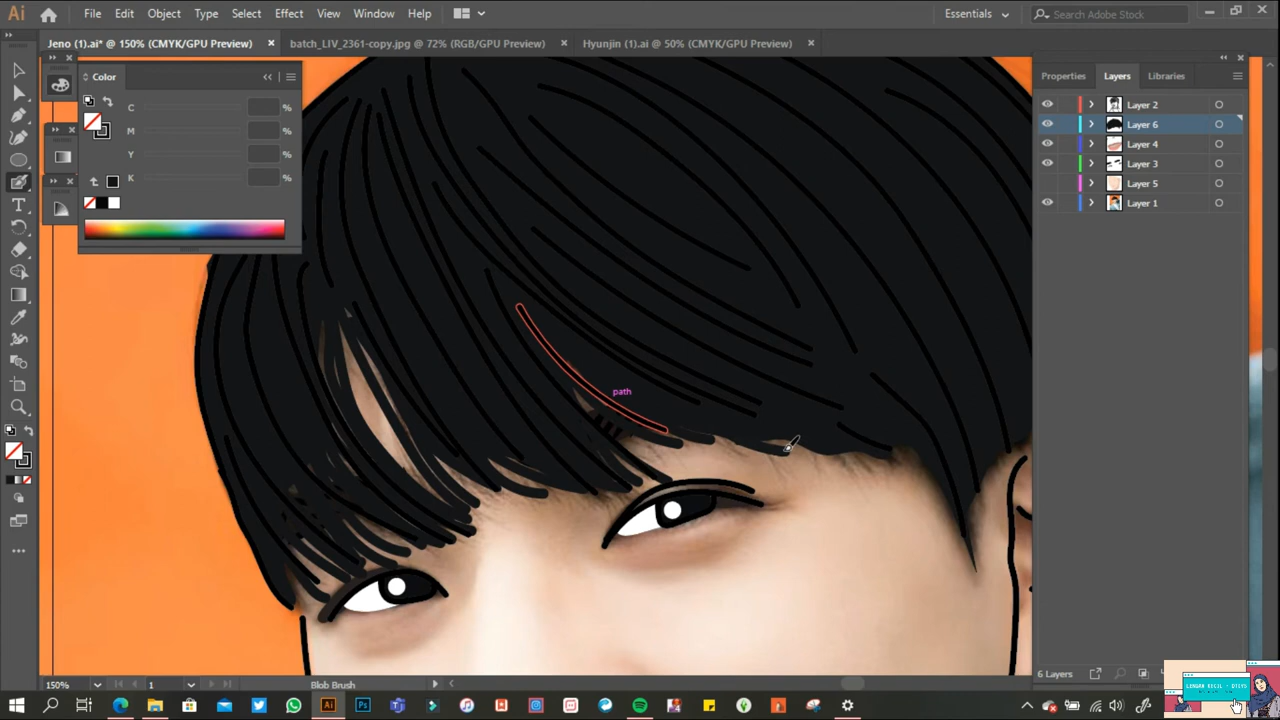 Ai File Edit Object Type Select Effect View Window Help Essentials Search Adobe Stock
Jeno (1).ai* @ 150% (CMYK/GPU Preview) × batch_LIV_2361-copy.jpg @ 72% (RGB/GPU Preview) × Hyunjin (1).ai @ 50% (CMYK/GPU Preview) ×
Color
C %
M %
Y %
K %
Properties Layers Libraries
Layer 2
Layer 6
Layer 4
Layer 3
Layer 5
Layer 1
path
6 Layers
150% 1 Blob Brush
LINGKAR KECIL - DIGYS